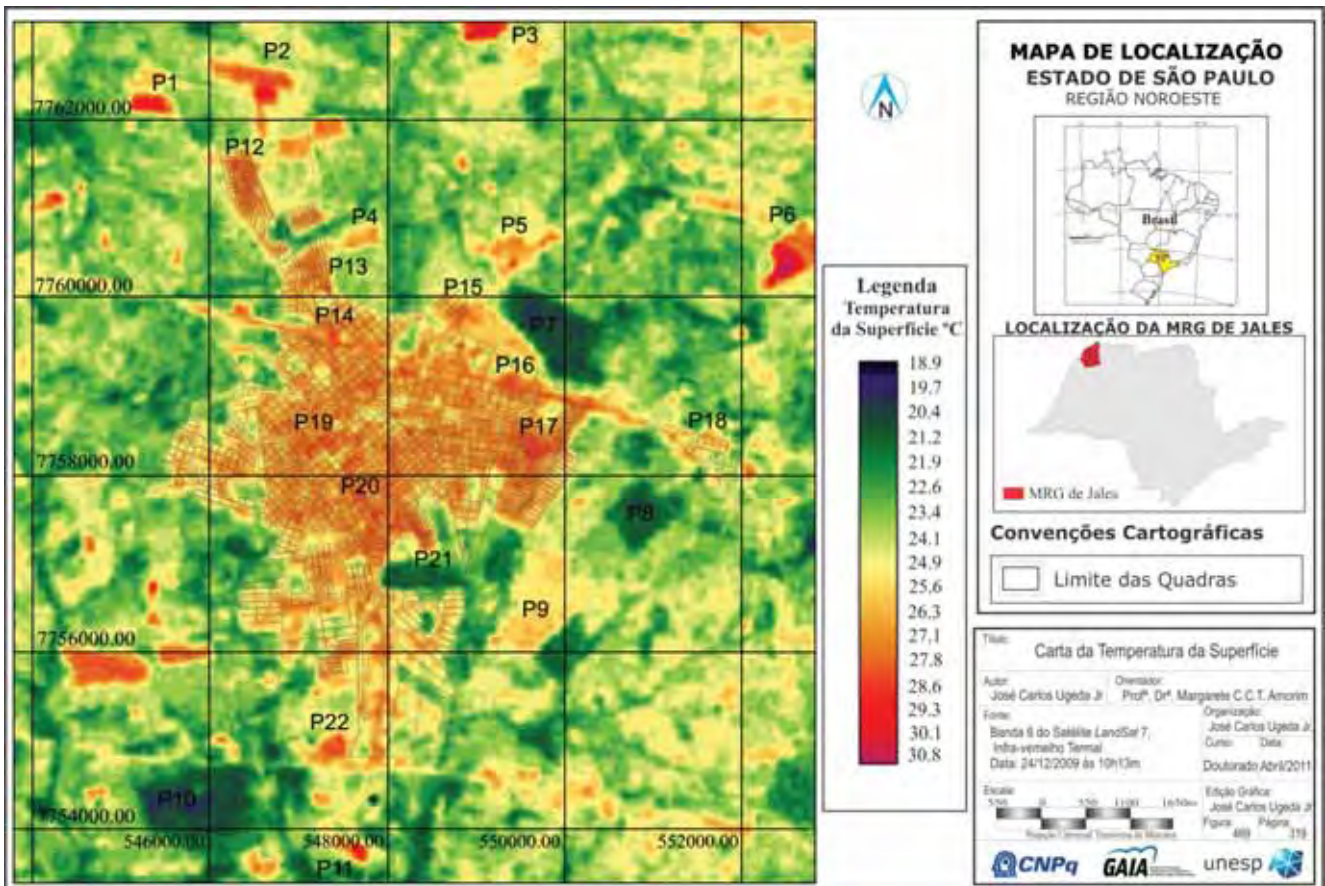 P1
P2
P3
7762000.00
P12
P4
P5
P6
P13
7760000.00
P15
P7
P14
P16
P19
P17
P18
7758000.00
P20
P8
P21
P9
7756000.00
P22
P10
7754000.00
546000.00
548000.00
550000.00
552000.00
P11
N
Legenda
Temperatura
da Superfície °C
18.9
19.7
20.4
21.2
21.9
22.6
23.4
24.1
24.9
25.6
26.3
27.1
27.8
28.6
29.3
30.1
30.8
MAPA DE LOCALIZAÇÃO
ESTADO DE SÃO PAULO
REGIÃO NOROESTE
Brasil
LOCALIZAÇÃO DA MRG DE JALES
MRG de Jales
Convenções Cartográficas
Limite das Quadras
Título:
Carta da Temperatura da Superfície
Autor:
José Carlos Ugeda Jr
Orientador:
Profª. Drª. Margarete C.C.T. Amorim
Fonte:
Banda 6 do Satélite LandSat 7,
Infra-vermelho Termal
Data: 24/12/2009 às 10h13m
Organização:
José Carlos Ugeda Jr.
Curso: Data:
Doutorado Abril/2011
Escala:
550 0 550 1100 1650m
Edição Gráfica:
José Carlos Ugeda Jr
Figura: Página:
319
CNPq
GAIA
unesp